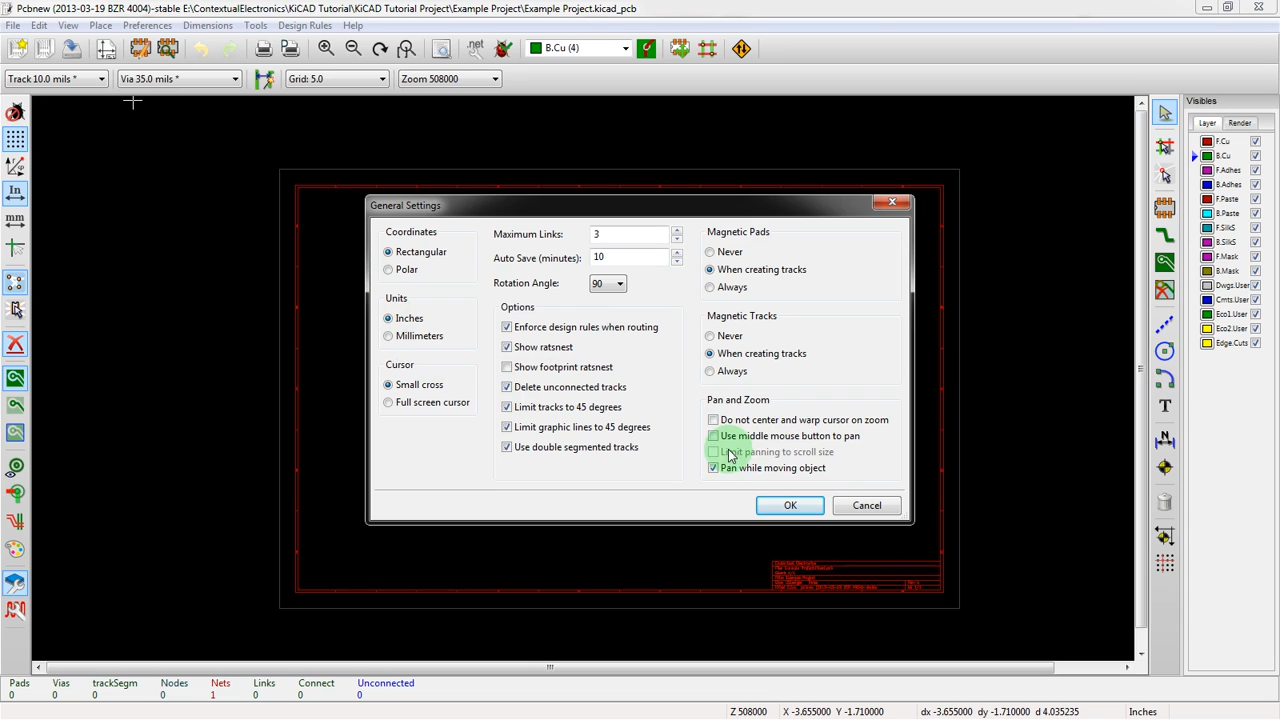 Pcbnew (2013-03-19 BZR 4004)-stable E:\ContextualElectronics\KiCAD Tutorial\KiCAD Tutorial Project\Example Project\Example Project.kicad_pcb
File Edit View Place Preferences Dimensions Tools Design Rules Help
.net
B.Cu (4)
Track 10.0 mils *
Via 35.0 mils *
Grid: 5.0
Zoom 508000
In
mm
General Settings
Coordinates
Rectangular
Polar
Units
Inches
Millimeters
Cursor
Small cross
Full screen cursor
Maximum Links: 3
Auto Save (minutes): 10
Rotation Angle: 90
Options
Enforce design rules when routing
Show ratsnest
Show footprint ratsnest
Delete unconnected tracks
Limit tracks to 45 degrees
Limit graphic lines to 45 degrees
Use double segmented tracks
Magnetic Pads
Never
When creating tracks
Always
Magnetic Tracks
Never
When creating tracks
Always
Pan and Zoom
Do not center and warp cursor on zoom
Use middle mouse button to pan
Limit panning to scroll size
Pan while moving object
OK
Cancel
Visibles
Layer Render
F.Cu
B.Cu
F.Adhes
B.Adhes
F.Paste
B.Paste
F.SilkS
B.SilkS
F.Mask
B.Mask
Dwgs.User
Cmts.User
Eco1.User
Eco2.User
Edge.Cuts
T
N
Pads Vias trackSegm Nodes Nets Links Connect Unconnected
0 0 0 0 1 0 0 0
Z 508000 X -3.655000 Y -1.710000 dx -3.655000 dy -1.710000 d 4.035235 Inches